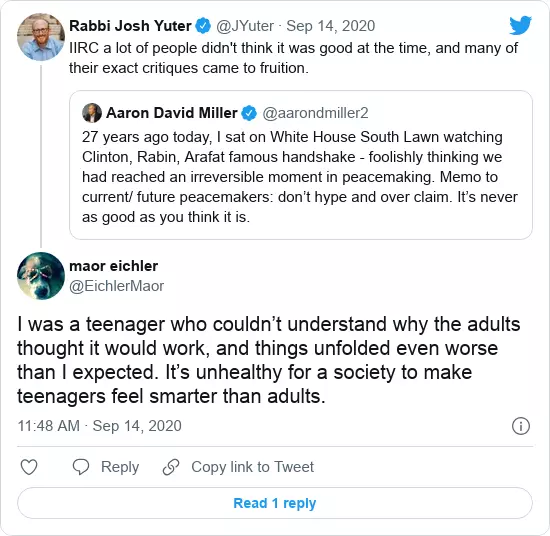 Rabbi Josh Yuter @JYuter · Sep 14, 2020
IIRC a lot of people didn't think it was good at the time, and many of
their exact critiques came to fruition.
Aaron David Miller @aarondmiller2
27 years ago today, I sat on White House South Lawn watching
Clinton, Rabin, Arafat famous handshake - foolishly thinking we
had reached an irreversible moment in peacemaking. Memo to
current/ future peacemakers: don’t hype and over claim. It’s never
as good as you think it is.
maor eichler
@EichlerMaor
I was a teenager who couldn’t understand why the adults
thought it would work, and things unfolded even worse
than I expected. It’s unhealthy for a society to make
teenagers feel smarter than adults.
11:48 AM · Sep 14, 2020
Reply Copy link to Tweet
Read 1 reply